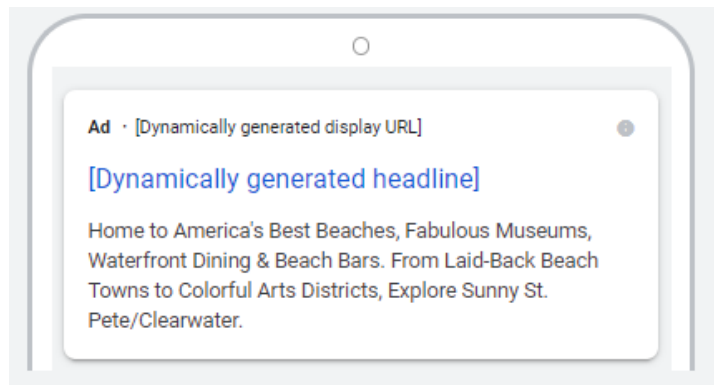 Ad · [Dynamically generated display URL]
[Dynamically generated headline]
Home to America's Best Beaches, Fabulous Museums,
Waterfront Dining & Beach Bars. From Laid-Back Beach
Towns to Colorful Arts Districts, Explore Sunny St.
Pete/Clearwater.